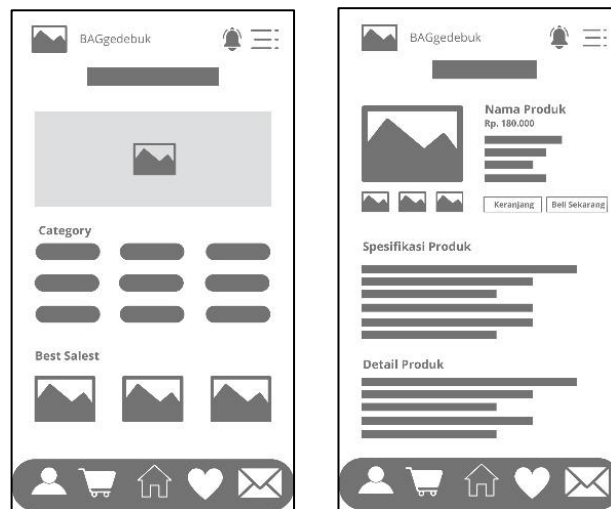 BAGgedebuk
Category
Best Salest
BAGgedebuk
Nama Produk
Rp. 180.000
Keranjang
Beli Sekarang
Spesifikasi Produk
Detail Produk